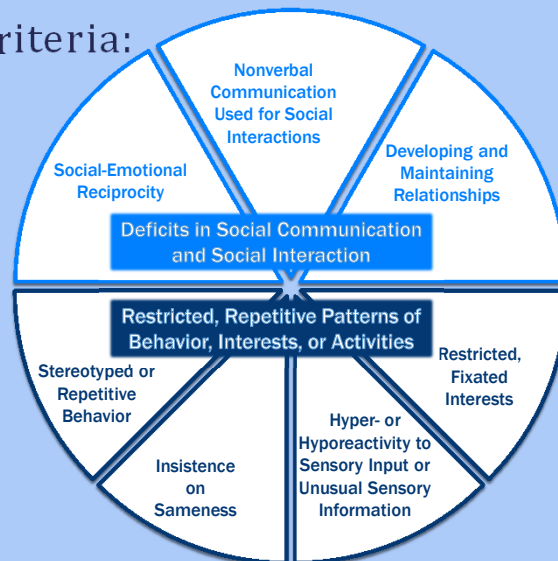 riteria:
Nonverbal
Communication
Used for Social
Interactions
Social-Emotional
Reciprocity
Developing and
Maintaining
Relationships
Deficits in Social Communication
and Social Interaction
Restricted, Repetitive Patterns of
Behavior, Interests, or Activities
Stereotyped or
Repetitive
Behavior
Insistence
on
Sameness
Hyper- or
Hyporeactivity to
Sensory Input or
Unusual Sensory
Information
Restricted,
Fixated
Interests